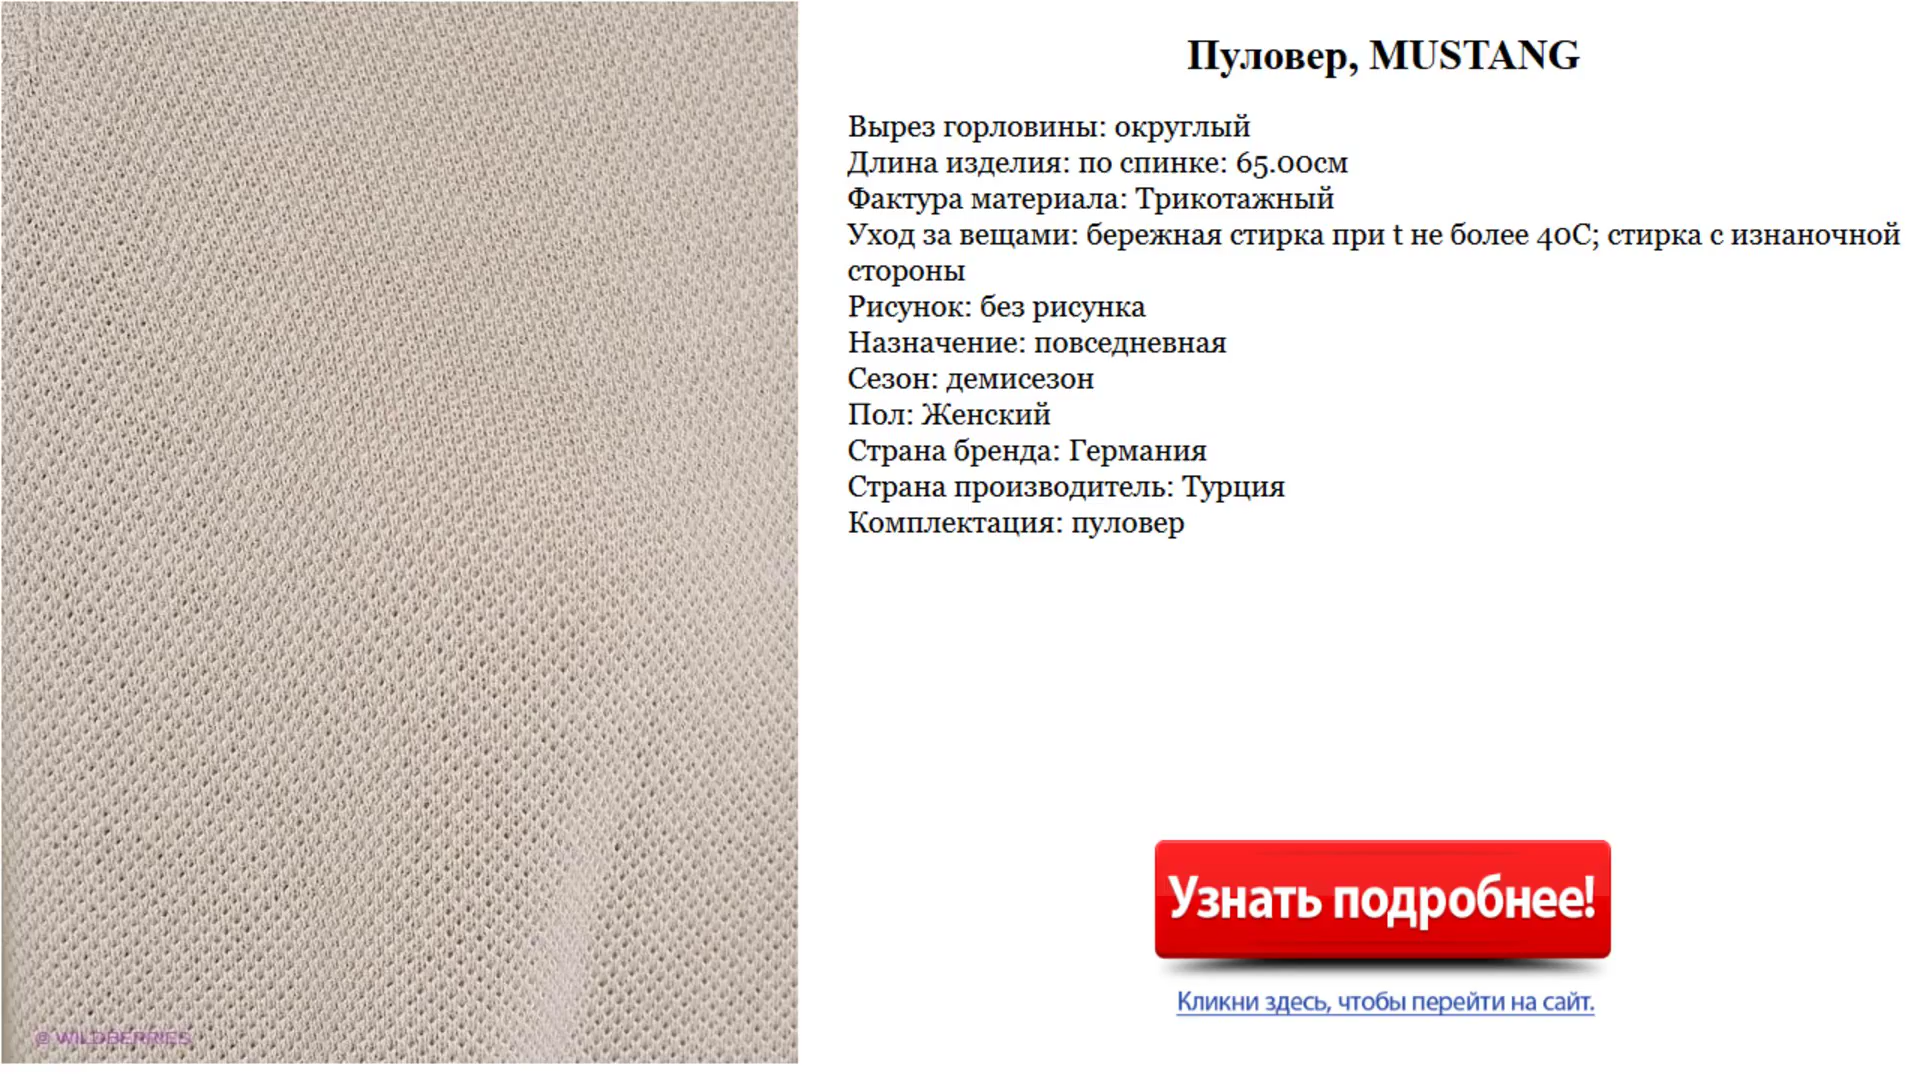 Пуловер, MUSTANG
Вырез горловины: округлый
Длина изделия: по спинке: 65.00см
Фактура материала: Трикотажный
Уход за вещами: бережная стирка при t не более 40С; стирка с изнаночной
стороны
Рисунок: без рисунка
Назначение: повседневная
Сезон: демисезон
Пол: Женский
Страна бренда: Германия
Страна производитель: Турция
Комплектация: пуловер
Узнать подробнее!
Кликни здесь, чтобы перейти на сайт.
@ WILDBERRIES